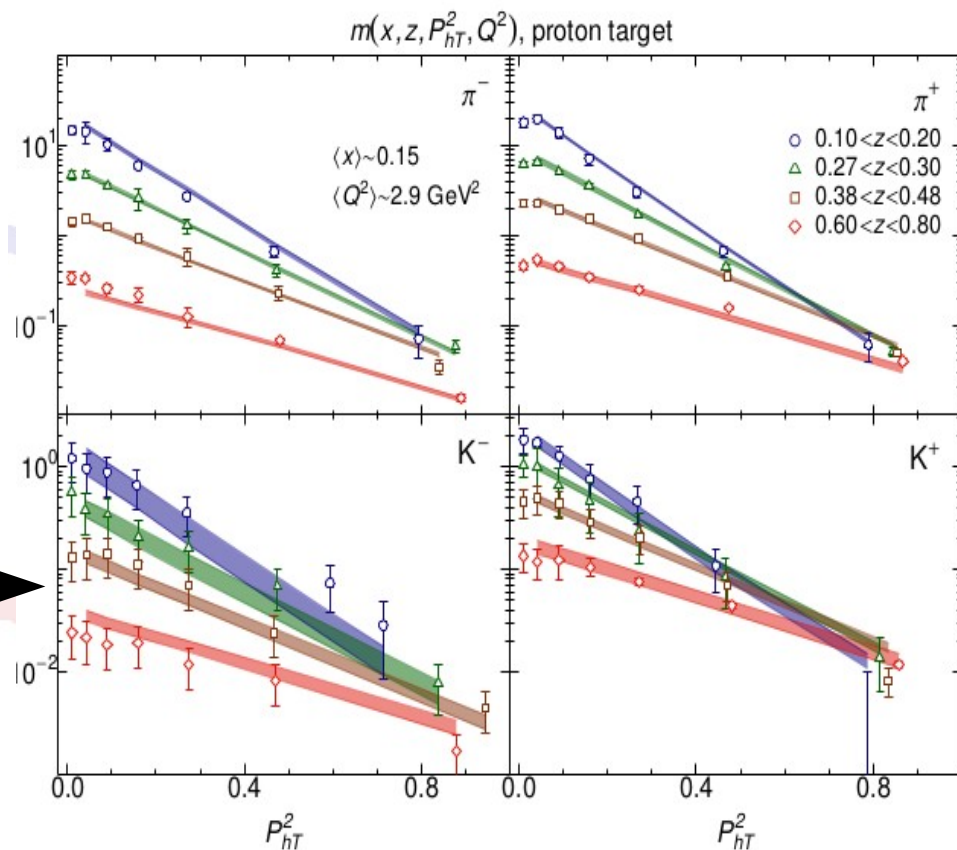 m(x, z, P²hT, Q²), proton target
π⁻
π⁺
10¹
⟨x⟩~0.15
⟨Q²⟩~2.9 GeV²
0.10<z<0.20
0.27<z<0.30
0.38<z<0.48
0.60<z<0.80
10⁻¹
K⁻
K⁺
10⁰
10⁻²
0.0 0.4 0.8 0.4 0.8
P²hT P²hT